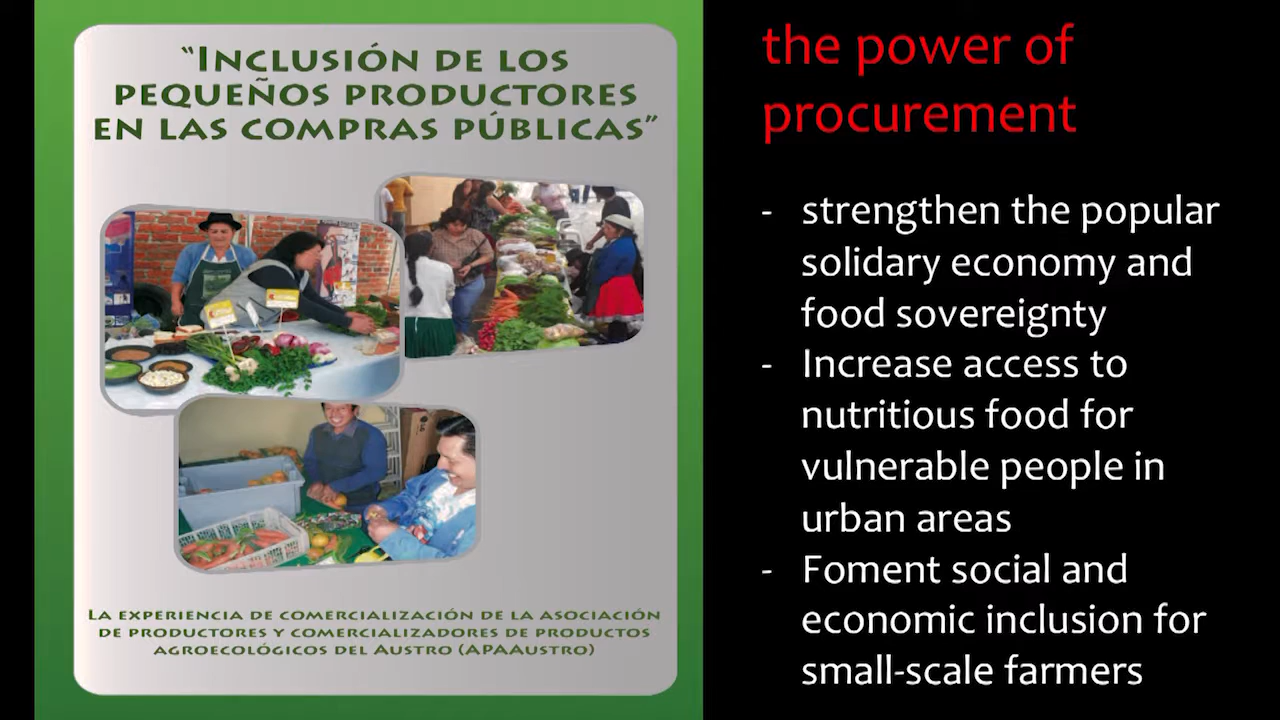 “Inclusión de los
pequeños productores
en las compras públicas”
La experiencia de comercialización de la asociación
de productores y comercializadores de productos
agroecológicos del Austro (APAAustro)
the power of
procurement
- strengthen the popular
solidary economy and
food sovereignty
- Increase access to
nutritious food for
vulnerable people in
urban areas
- Foment social and
economic inclusion for
small-scale farmers